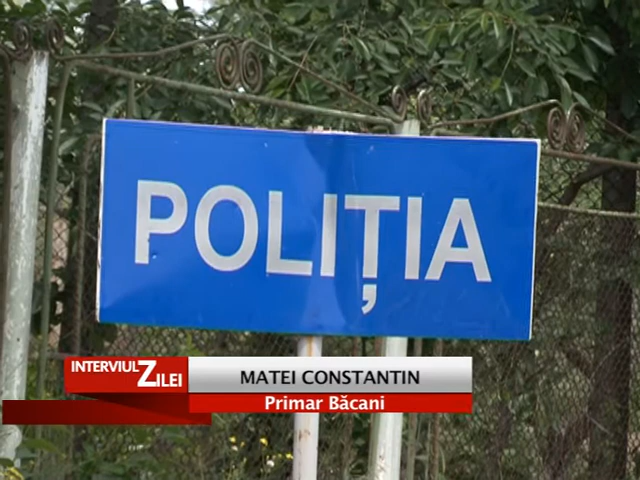 POLIȚIA
INTERVIUL ZILEI
MATEI CONSTANTIN
Primar Băcani